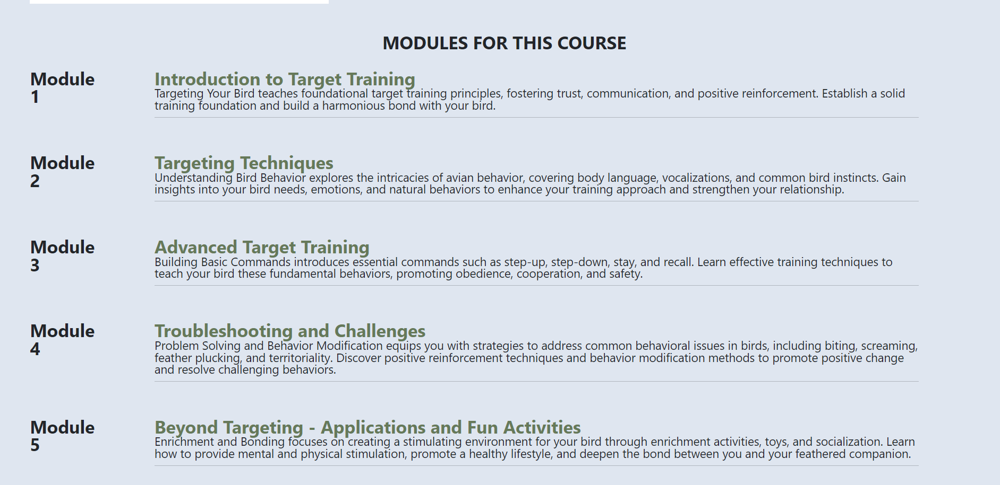 MODULES FOR THIS COURSE
Module
1
Introduction to Target Training
Targeting Your Bird teaches foundational target training principles, fostering trust, communication, and positive reinforcement. Establish a solid
training foundation and build a harmonious bond with your bird.
Module
2
Targeting Techniques
Understanding Bird Behavior explores the intricacies of avian behavior, covering body language, vocalizations, and common bird instincts. Gain
insights into your bird needs, emotions, and natural behaviors to enhance your training approach and strengthen your relationship.
Module
3
Advanced Target Training
Building Basic Commands introduces essential commands such as step-up, step-down, stay, and recall. Learn effective training techniques to
teach your bird these fundamental behaviors, promoting obedience, cooperation, and safety.
Module
4
Troubleshooting and Challenges
Problem Solving and Behavior Modification equips you with strategies to address common behavioral issues in birds, including biting, screaming,
feather plucking, and territoriality. Discover positive reinforcement techniques and behavior modification methods to promote positive change
and resolve challenging behaviors.
Module
5
Beyond Targeting - Applications and Fun Activities
Enrichment and Bonding focuses on creating a stimulating environment for your bird through enrichment activities, toys, and socialization. Learn
how to provide mental and physical stimulation, promote a healthy lifestyle, and deepen the bond between you and your feathered companion.